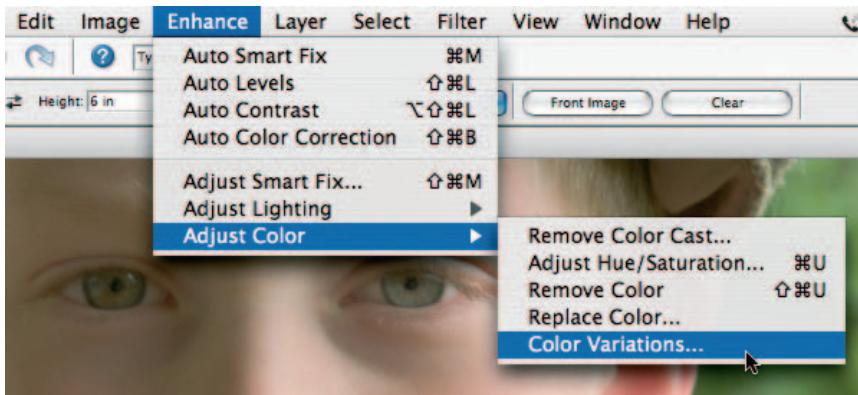 Edit Image Enhance Layer Select Filter View Window Help
? Ty
Height: 6 in Front Image Clear
Auto Smart Fix ⌘M
Auto Levels ⇧⌘L
Auto Contrast ⌥⇧⌘L
Auto Color Correction ⇧⌘B
Adjust Smart Fix... ⇧⌘M
Adjust Lighting ▶
Adjust Color ▶
Remove Color Cast...
Adjust Hue/Saturation... ⌘U
Remove Color ⇧⌘U
Replace Color...
Color Variations...